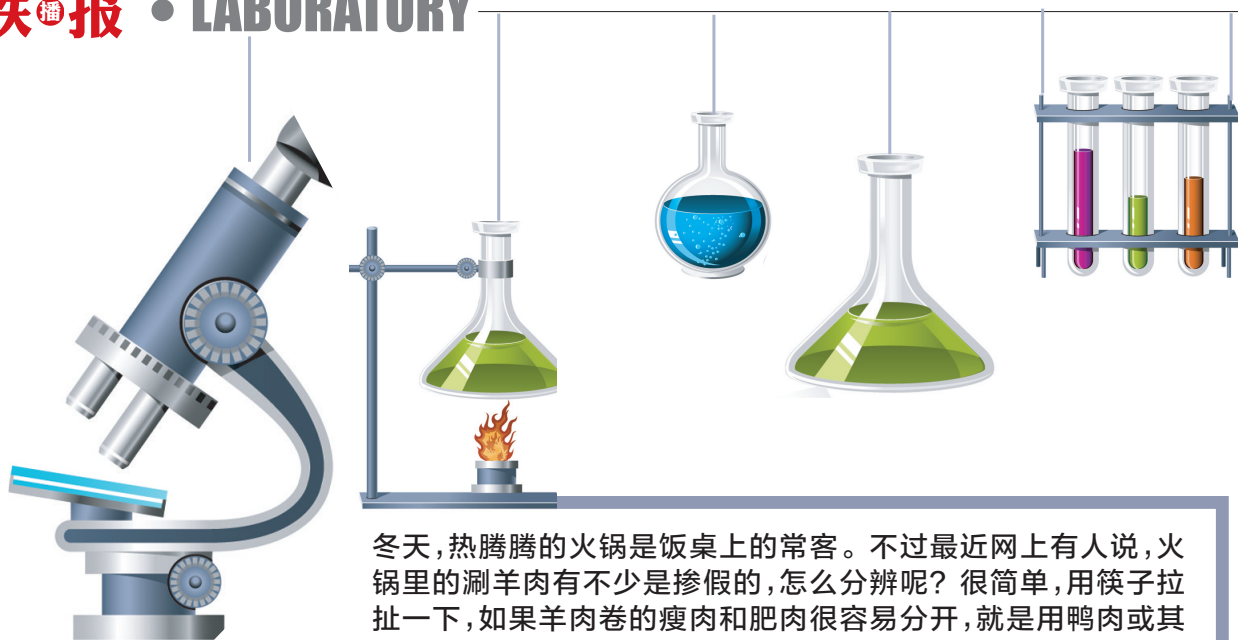 播报 • LABORATORY
冬天,热腾腾的火锅是饭桌上的常客。不过最近网上有人说,火
锅里的涮羊肉有不少是掺假的,怎么分辨呢?很简单,用筷子拉
扯一下,如果羊肉卷的瘦肉和肥肉很容易分开,就是用鸭肉或其